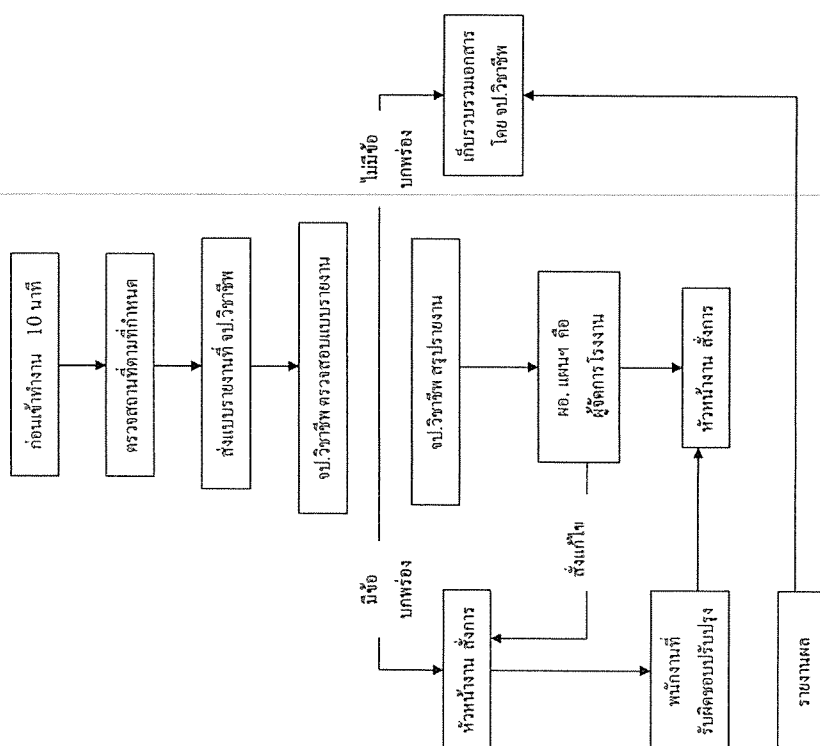 ก่อนเข้าทำงาน 10 นาที
ตรวจสถานที่ตามที่กำหนด
ส่งแบบรายงานที่ จป.วิชาชีพ
จป.วิชาชีพ ตรวจสอบแบบรายงาน
มีข้อ
บกพร่อง
ไม่มีข้อ
บกพร่อง
หัวหน้างาน สั่งการ
จป.วิชาชีพ สรุปรายงาน
เก็บรวบรวมเอกสาร
โดย จป.วิชาชีพ
ผอ. แผนฯ คือ
ผู้จัดการโรงงาน
สั่งแก้ไข
พนักงานที่
รับผิดชอบปรับปรุง
หัวหน้างาน สั่งการ
รายงานผล